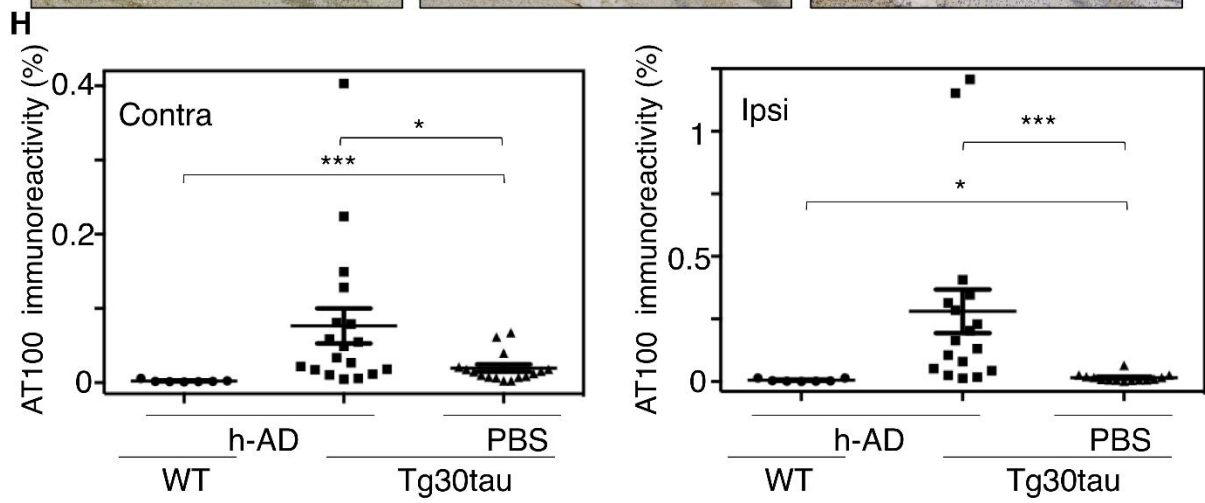 H
AT100 immunoreactivity (%)
0.4
0.2
0
Contra
*
***
h-AD
PBS
WT
Tg30tau
AT100 immunoreactivity (%)
1
0.5
0
Ipsi
***
*
h-AD
PBS
WT
Tg30tau